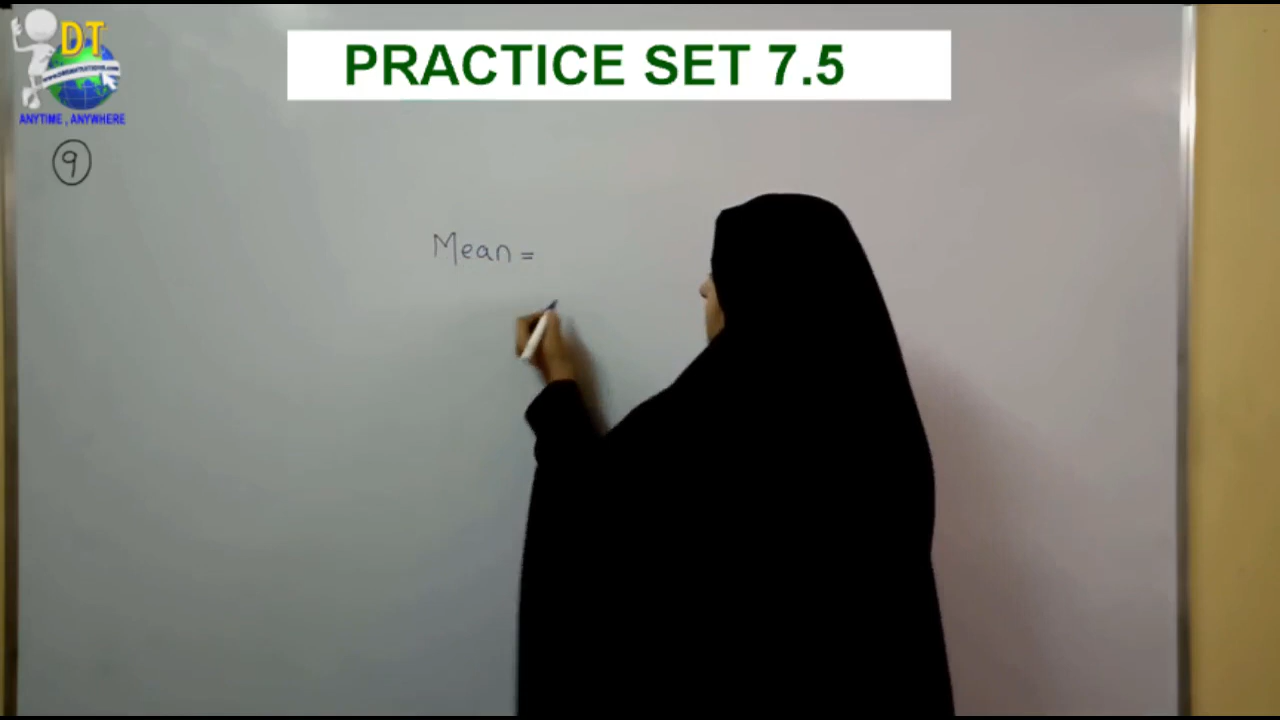 DT
ANYTIME , ANYWHERE
PRACTICE SET 7.5
9
Mean =